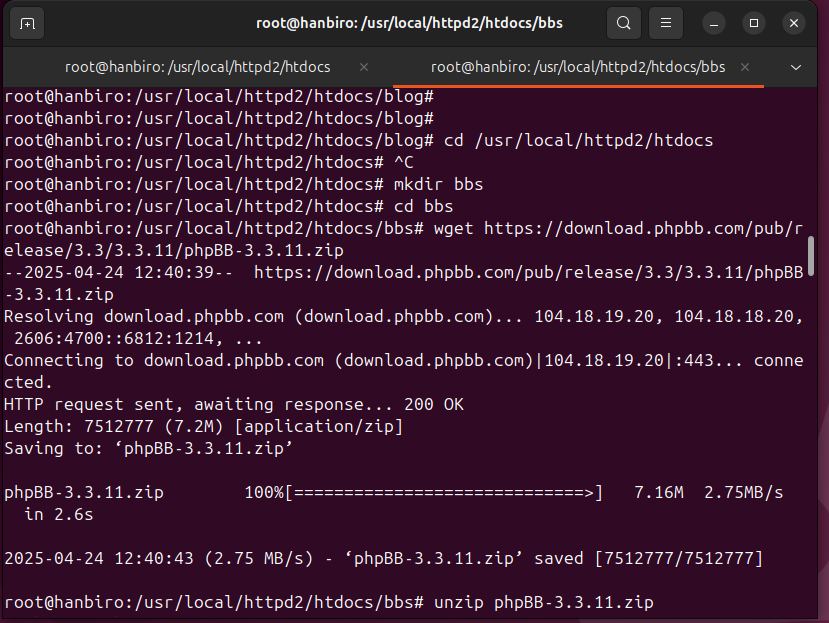 root@hanbiro: /usr/local/httpd2/htdocs/bbs
root@hanbiro: /usr/local/httpd2/htdocs
root@hanbiro: /usr/local/httpd2/htdocs/bbs
root@hanbiro:/usr/local/httpd2/htdocs/blog#
root@hanbiro:/usr/local/httpd2/htdocs/blog#
root@hanbiro:/usr/local/httpd2/htdocs/blog# cd /usr/local/httpd2/htdocs
root@hanbiro:/usr/local/httpd2/htdocs# ^C
root@hanbiro:/usr/local/httpd2/htdocs# mkdir bbs
root@hanbiro:/usr/local/httpd2/htdocs# cd bbs
root@hanbiro:/usr/local/httpd2/htdocs/bbs# wget https://download.phpbb.com/pub/r
elease/3.3/3.3.11/phpBB-3.3.11.zip
--2025-04-24 12:40:39--  https://download.phpbb.com/pub/release/3.3/3.3.11/phpBB
-3.3.11.zip
Resolving download.phpbb.com (download.phpbb.com)... 104.18.19.20, 104.18.18.20,
 2606:4700::6812:1214, ...
Connecting to download.phpbb.com (download.phpbb.com)|104.18.19.20|:443... conne
cted.
HTTP request sent, awaiting response... 200 OK
Length: 7512777 (7.2M) [application/zip]
Saving to: ‘phpBB-3.3.11.zip’
phpBB-3.3.11.zip        100%[=============================>]   7.16M  2.75MB/s
  in 2.6s
2025-04-24 12:40:43 (2.75 MB/s) - ‘phpBB-3.3.11.zip’ saved [7512777/7512777]
root@hanbiro:/usr/local/httpd2/htdocs/bbs# unzip phpBB-3.3.11.zip